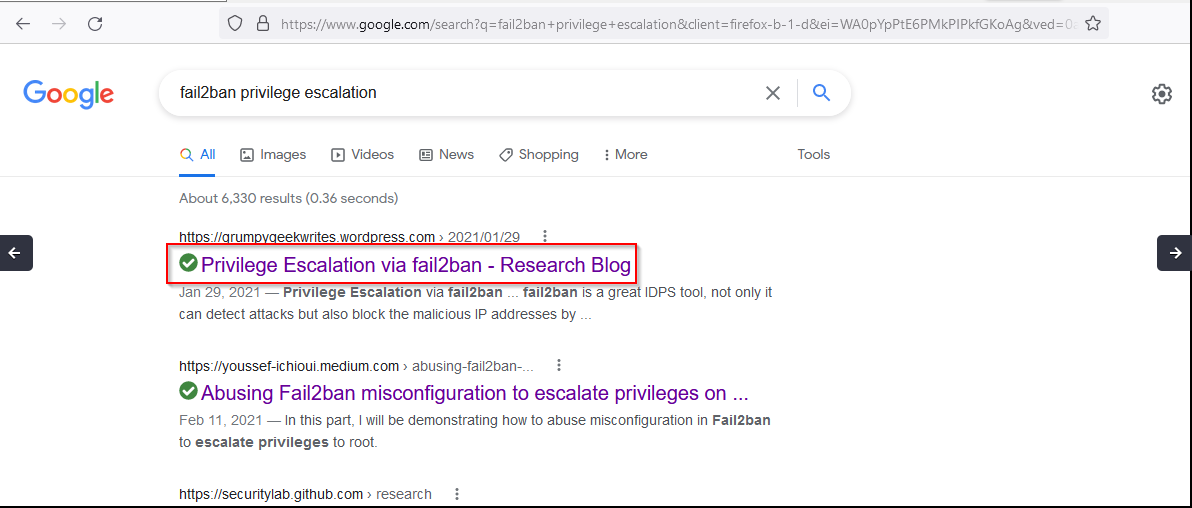 https://www.google.com/search?q=fail2ban+privilege+escalation&client=firefox-b-1-d&ei=WA0pYpPtE6PMkPIPkfGKoAg&ved=0
Google
fail2ban privilege escalation
All Images Videos News Shopping More Tools
About 6,330 results (0.36 seconds)
https://grumpygeekwrites.wordpress.com › 2021/01/29
Privilege Escalation via fail2ban - Research Blog
Jan 29, 2021 — Privilege Escalation via fail2ban ... fail2ban is a great IDPS tool, not only it
can detect attacks but also block the malicious IP addresses by ...
https://youssef-ichioui.medium.com › abusing-fail2ban-...
Abusing Fail2ban misconfiguration to escalate privileges on ...
Feb 11, 2021 — In this part, I will be demonstrating how to abuse misconfiguration in Fail2ban
to escalate privileges to root.
https://securitylab.github.com › research